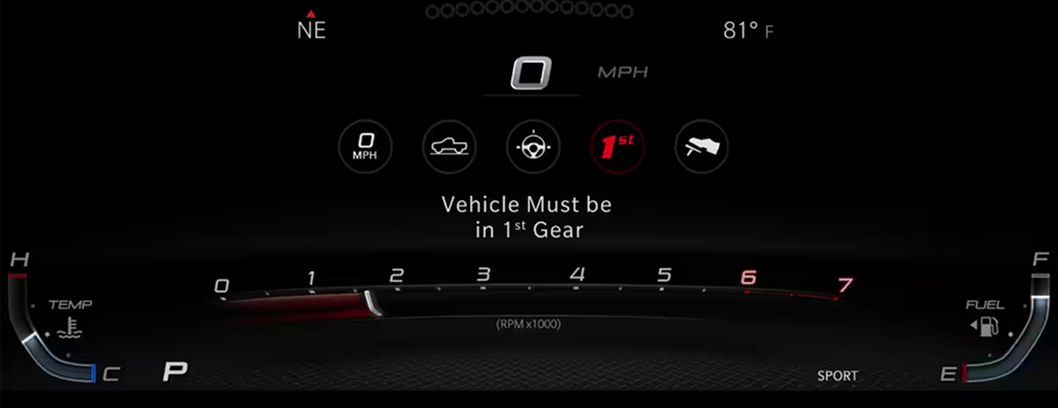 NE
81° F
0 MPH
0
MPH
1st
Vehicle Must be
in 1st Gear
H
F
0 1 2 3 4 5 6 7
TEMP
FUEL
(RPM x1000)
C
P
SPORT
E